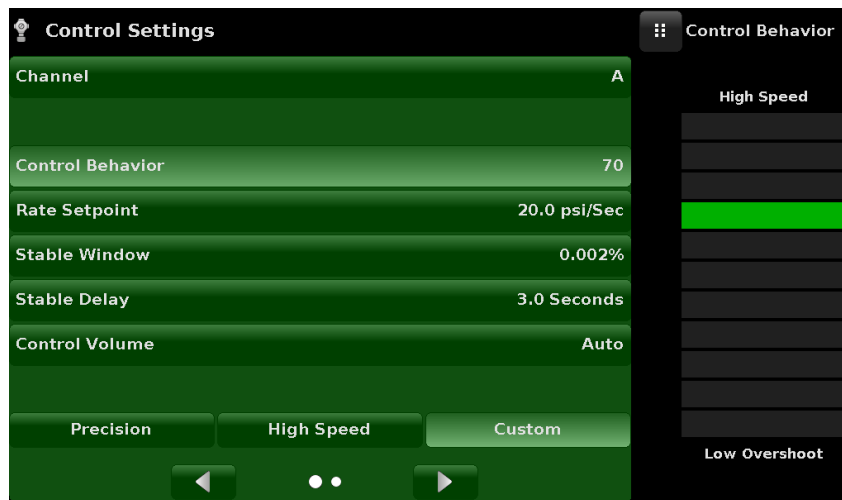 Control Settings
Channel A
Control Behavior 70
Rate Setpoint 20.0 psi/Sec
Stable Window 0.002%
Stable Delay 3.0 Seconds
Control Volume Auto
Precision High Speed Custom
Control Behavior
High Speed
Low Overshoot